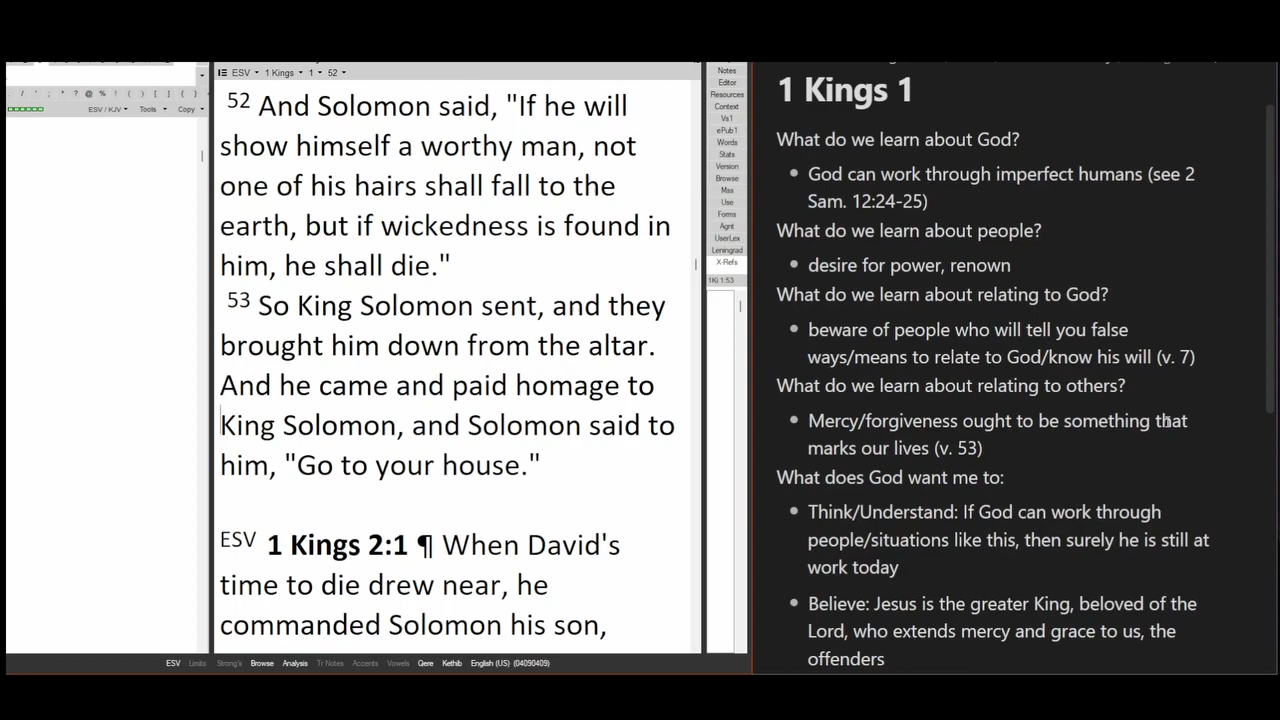 ESV 1 Kings 1 52
52 And Solomon said, "If he will
show himself a worthy man, not
one of his hairs shall fall to the
earth, but if wickedness is found in
him, he shall die."
53 So King Solomon sent, and they
brought him down from the altar.
And he came and paid homage to
King Solomon, and Solomon said to
him, "Go to your house."
ESV 1 Kings 2:1 ¶ When David's
time to die drew near, he
commanded Solomon his son,
ESV / KJV Tools Copy
Notes
Editor
Resources
Context
Vs1
ePub1
Words
Stats
Version
Browse
Mss
Use
Forms
Agnt
UserLex
Leningrad
X-Refs
1Ki 1:53
ESV Limits Strong's Browse Analysis Tr Notes Accents Vowels Qere Kethib English (US) (04090409)
1 Kings 1
What do we learn about God?
• God can work through imperfect humans (see 2
Sam. 12:24-25)
What do we learn about people?
• desire for power, renown
What do we learn about relating to God?
• beware of people who will tell you false
ways/means to relate to God/know his will (v. 7)
What do we learn about relating to others?
• Mercy/forgiveness ought to be something that
marks our lives (v. 53)
What does God want me to:
• Think/Understand: If God can work through
people/situations like this, then surely he is still at
work today
• Believe: Jesus is the greater King, beloved of the
Lord, who extends mercy and grace to us, the
offenders